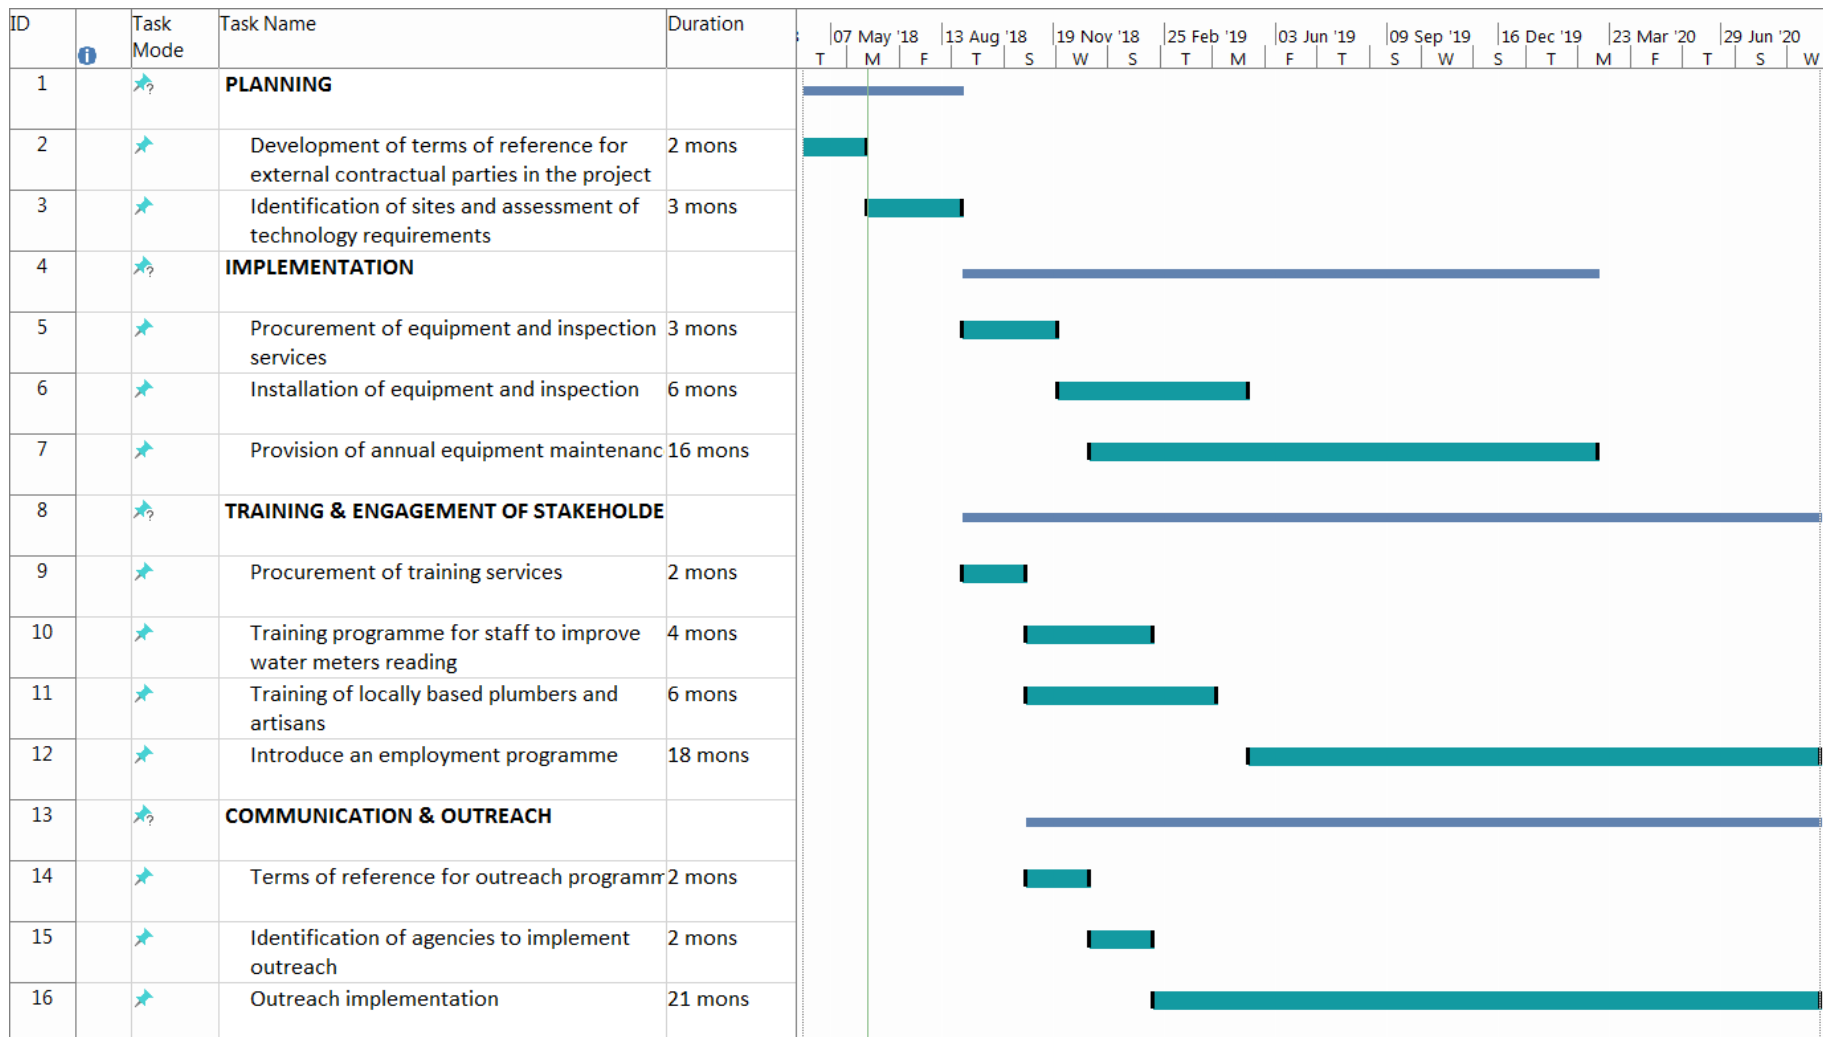 ID
Task Mode
Task Name
Duration
07 May '18
13 Aug '18
19 Nov '18
25 Feb '19
03 Jun '19
09 Sep '19
16 Dec '19
23 Mar '20
29 Jun '20
T M F T S W S T M F T S W S T M F T S W
1 PLANNING
2 Development of terms of reference for 2 mons
external contractual parties in the project
3 Identification of sites and assessment of 3 mons
technology requirements
4 IMPLEMENTATION
5 Procurement of equipment and inspection 3 mons
services
6 Installation of equipment and inspection 6 mons
7 Provision of annual equipment maintenanc 16 mons
8 TRAINING & ENGAGEMENT OF STAKEHOLDE
9 Procurement of training services 2 mons
10 Training programme for staff to improve 4 mons
water meters reading
11 Training of locally based plumbers and 6 mons
artisans
12 Introduce an employment programme 18 mons
13 COMMUNICATION & OUTREACH
14 Terms of reference for outreach programm 2 mons
15 Identification of agencies to implement 2 mons
outreach
16 Outreach implementation 21 mons